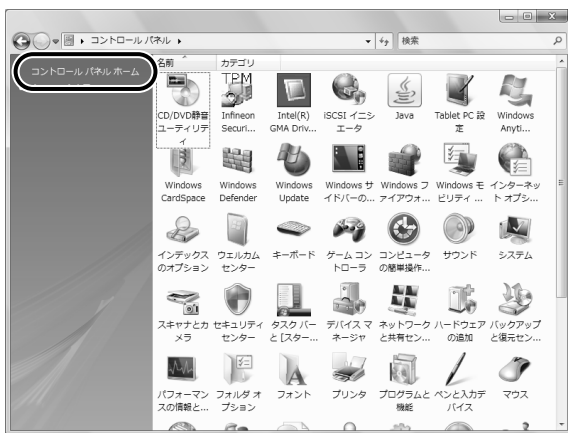 コントロール パネル
検索
コントロール パネル ホーム
名前 カテゴリ
CD/DVD静音ユーティリティ
TPM
Infineon Securi...
Intel(R) GMA Driv...
iSCSI イニシエータ
Java
Tablet PC 設定
Windows Anyti...
Windows CardSpace
Windows Defender
Windows Update
Windows サイドバーの...
Windows ファイアウォ...
Windows モビリティ ...
インターネット オプシ...
インデックスのオプション
ウェルカム センター
キーボード
ゲーム コントローラ
コンピュータの簡単操作...
サウンド
システム
スキャナとカメラ
セキュリティ センター
タスク バーと [スター...
デバイス マネージャ
ネットワークと共有セン...
ハードウェアの追加
バックアップと復元セン...
パフォーマンスの情報と...
フォルダ オプション
フォント
プリンタ
プログラムと機能
ペンと入力デバイス
マウス